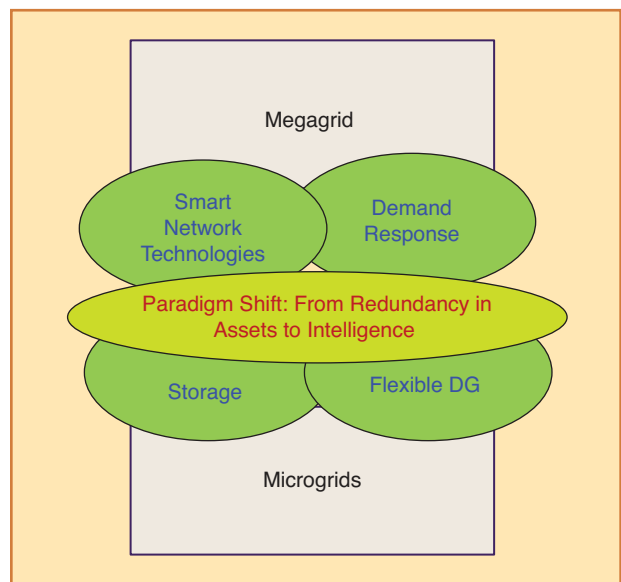 Megagrid
Smart
Network
Technologies
Demand
Response
Paradigm Shift: From Redundancy in
Assets to Intelligence
Storage
Flexible DG
Microgrids